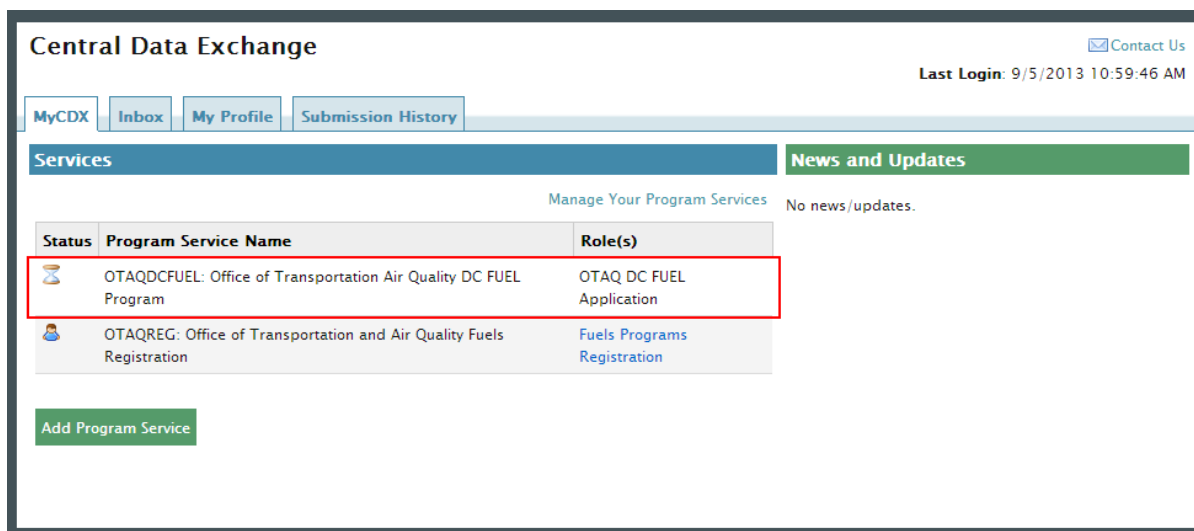 Central Data Exchange
Contact Us
Last Login: 9/5/2013 10:59:46 AM
MyCDX Inbox My Profile Submission History
Services
News and Updates
Manage Your Program Services
No news/updates.
Status Program Service Name Role(s)
OTAQDCFUEL: Office of Transportation Air Quality DC FUEL
Program
OTAQ DC FUEL
Application
OTAQREG: Office of Transportation and Air Quality Fuels
Registration
Fuels Programs
Registration
Add Program Service